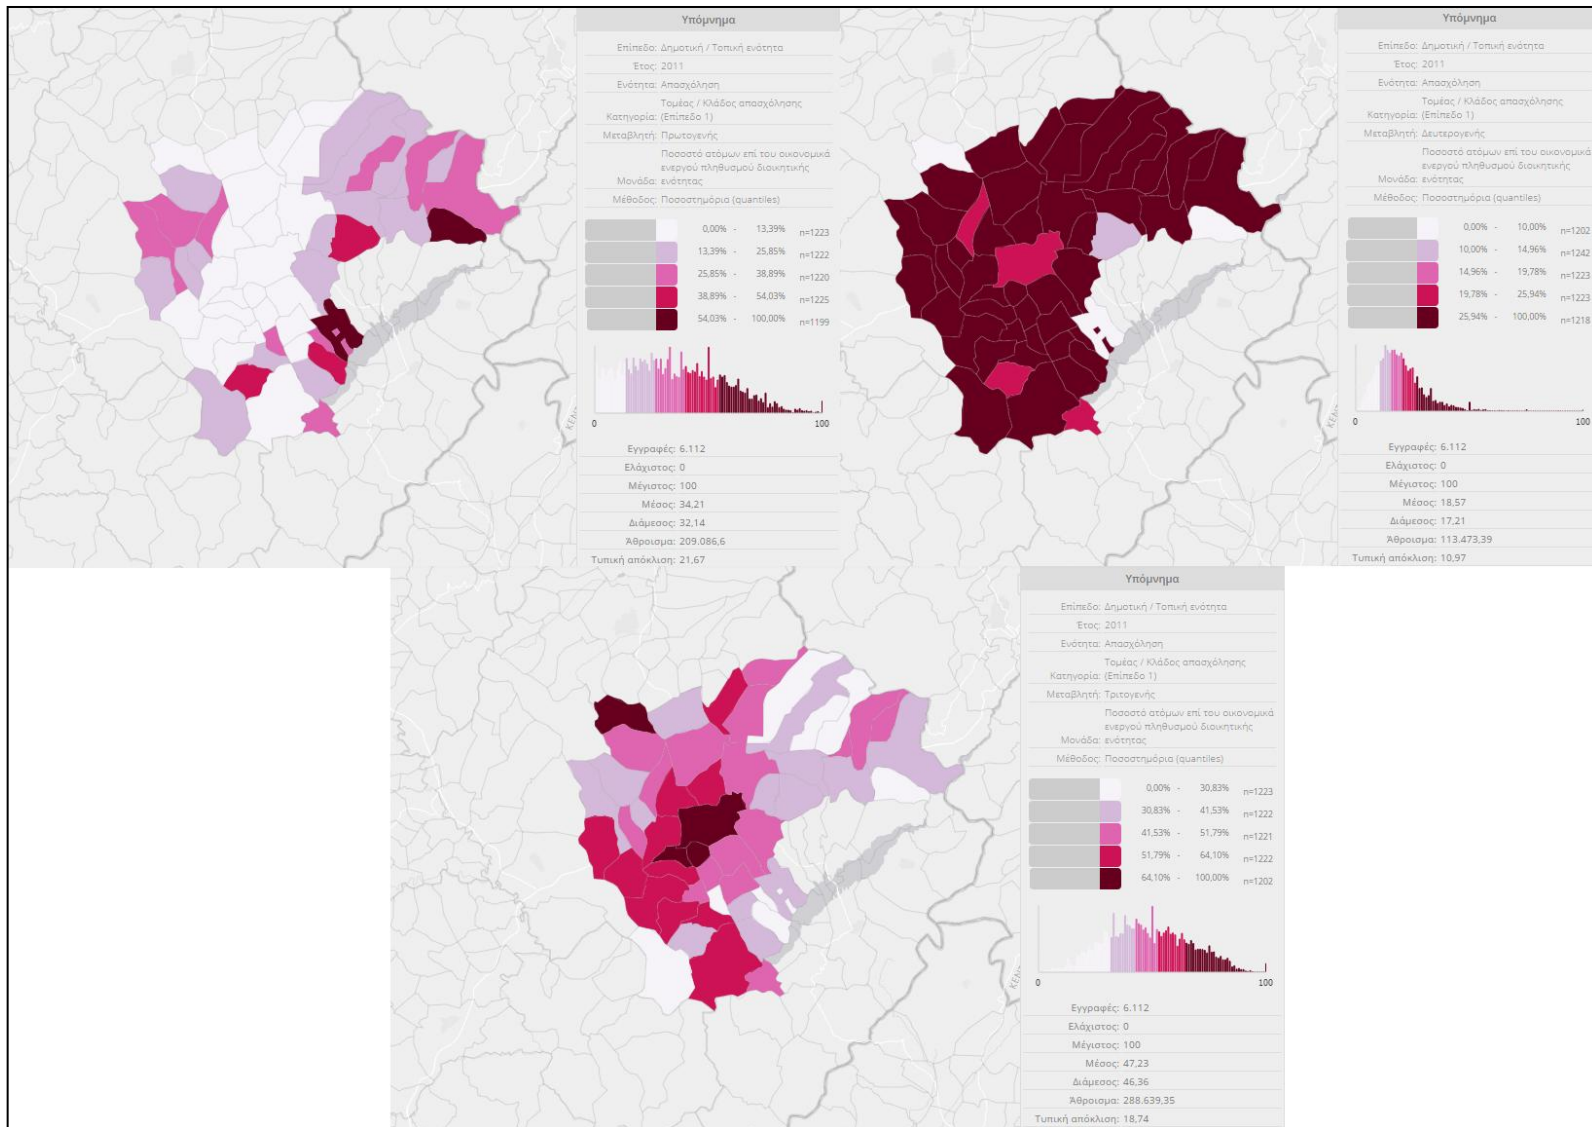 Υπόμνημα
Επίπεδο: Δημοτική / Τοπική ενότητα
Έτος: 2011
Ενότητα: Απασχόληση
Τομέας / Κλάδος απασχόλησης
Κατηγορία: (Επίπεδο 1)
Μεταβλητή: Πρωτογενής
Ποσοστό ατόμων επί του οικονομικά
ενεργού πληθυσμού διοικητικής
Μονάδα: ενότητας
Μέθοδος: Ποσοστημόρια (quantiles)
0,00% - 13,39% n=1223
13,39% - 25,85% n=1222
25,85% - 38,89% n=1220
38,89% - 54,03% n=1225
54,03% - 100,00% n=1199
0 100
Εγγραφές: 6.112
Ελάχιστος: 0
Μέγιστος: 100
Μέσος: 34,21
Διάμεσος: 32,14
Άθροισμα: 209.086,6
Τυπική απόκλιση: 21,67
ΚΕΝ
Υπόμνημα
Επίπεδο: Δημοτική / Τοπική ενότητα
Έτος: 2011
Ενότητα: Απασχόληση
Τομέας / Κλάδος απασχόλησης
Κατηγορία: (Επίπεδο 1)
Μεταβλητή: Δευτερογενής
Ποσοστό ατόμων επί του οικονομικά
ενεργού πληθυσμού διοικητικής
Μονάδα: ενότητας
Μέθοδος: Ποσοστημόρια (quantiles)
0,00% - 10,00% n=1202
10,00% - 14,96% n=1242
14,96% - 19,78% n=1223
19,78% - 25,94% n=1223
25,94% - 100,00% n=1218
0 100
Εγγραφές: 6.112
Ελάχιστος: 0
Μέγιστος: 100
Μέσος: 18,57
Διάμεσος: 17,21
Άθροισμα: 113.473,39
Τυπική απόκλιση: 10,97
ΚΕ
Υπόμνημα
Επίπεδο: Δημοτική / Τοπική ενότητα
Έτος: 2011
Ενότητα: Απασχόληση
Τομέας / Κλάδος απασχόλησης
Κατηγορία: (Επίπεδο 1)
Μεταβλητή: Τριτογενής
Ποσοστό ατόμων επί του οικονομικά
ενεργού πληθυσμού διοικητικής
Μονάδα: ενότητας
Μέθοδος: Ποσοστημόρια (quantiles)
0,00% - 30,83% n=1223
30,83% - 41,53% n=1222
41,53% - 51,79% n=1221
51,79% - 64,10% n=1222
64,10% - 100,00% n=1202
0 100
Εγγραφές: 6.112
Ελάχιστος: 0
Μέγιστος: 100
Μέσος: 47,23
Διάμεσος: 46,36
Άθροισμα: 288.639,35
Τυπική απόκλιση: 18,74
ΚΕΝ